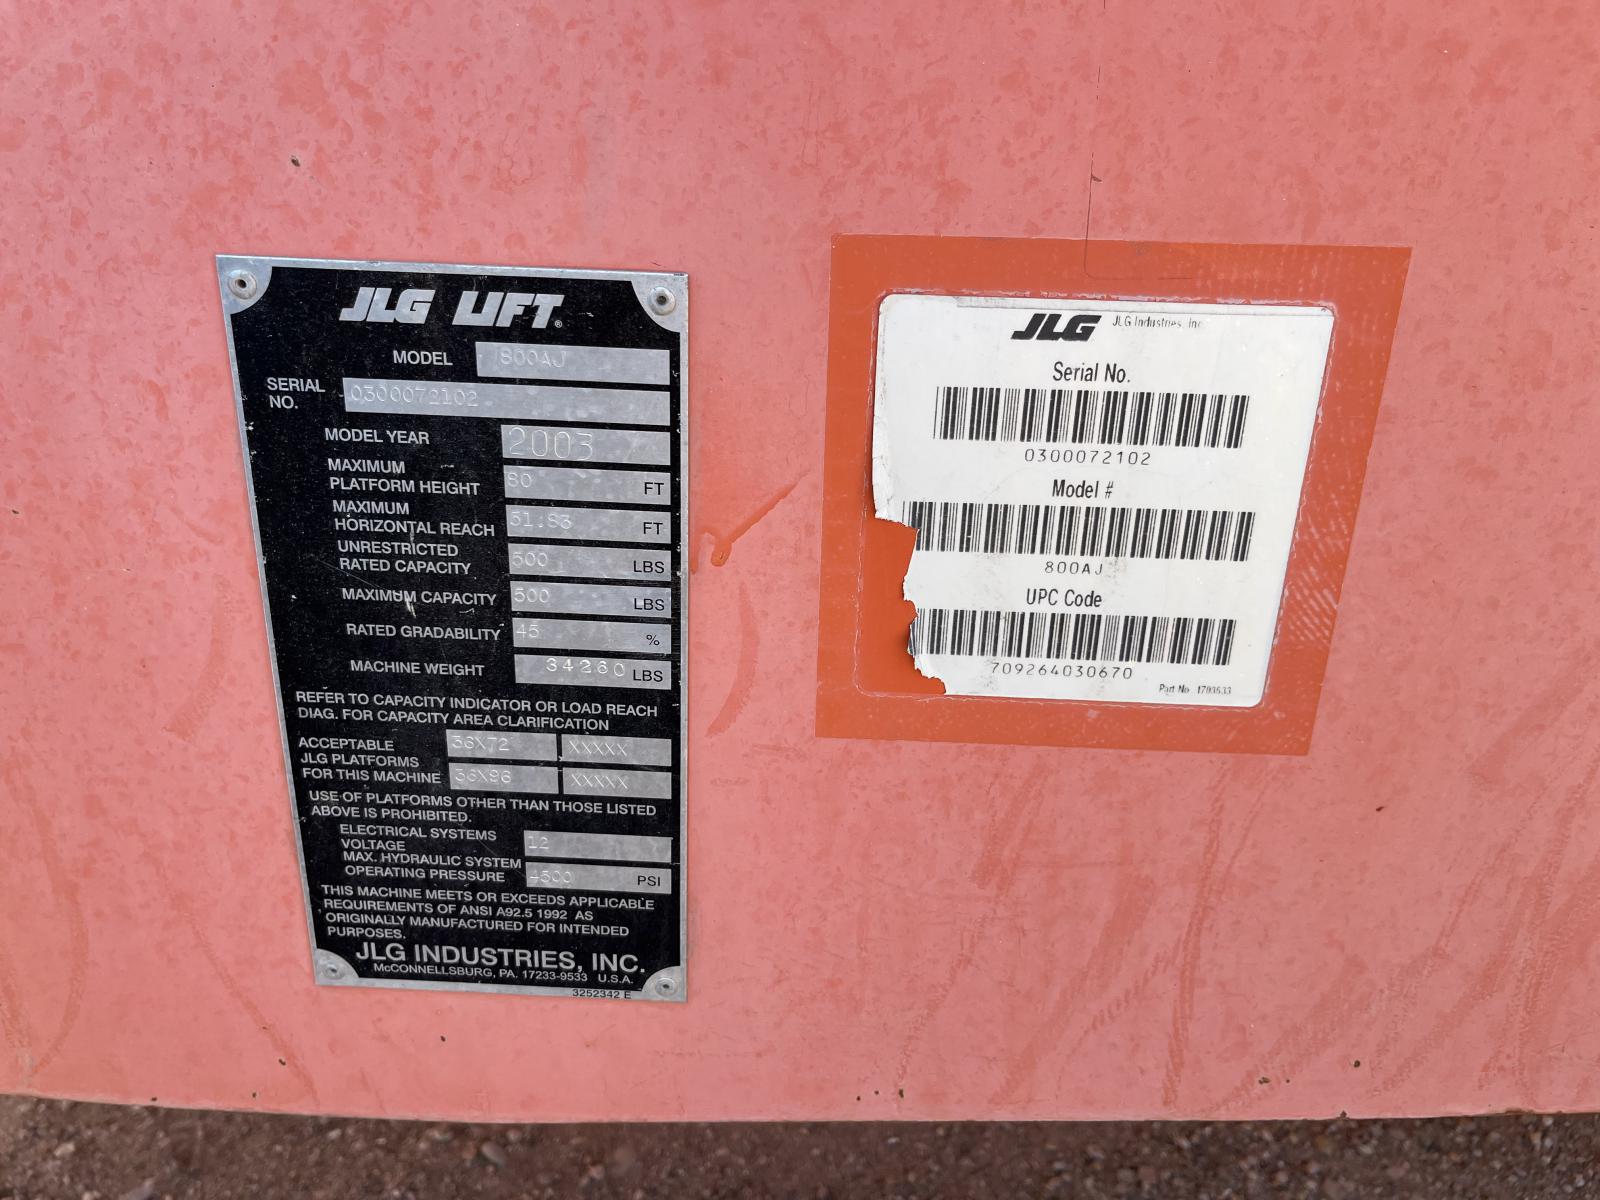 JLG LIFT®
MODEL 800AJ
SERIAL NO. 0300072102
MODEL YEAR 2003
MAXIMUM
PLATFORM HEIGHT 80 FT
MAXIMUM
HORIZONTAL REACH 51.83 FT
UNRESTRICTED
RATED CAPACITY 500 LBS
MAXIMUM CAPACITY 500 LBS
RATED GRADABILITY 45 %
MACHINE WEIGHT 34260 LBS
REFER TO CAPACITY INDICATOR OR LOAD REACH
DIAG. FOR CAPACITY AREA CLARIFICATION
ACCEPTABLE 36X72 XXXXX
JLG PLATFORMS
FOR THIS MACHINE 36X96 XXXXX
USE OF PLATFORMS OTHER THAN THOSE LISTED
ABOVE IS PROHIBITED.
ELECTRICAL SYSTEMS
VOLTAGE 12
MAX. HYDRAULIC SYSTEM
OPERATING PRESSURE 4500 PSI
THIS MACHINE MEETS OR EXCEEDS APPLICABLE
REQUIREMENTS OF ANSI A92.5 1992 AS
ORIGINALLY MANUFACTURED FOR INTENDED
PURPOSES.
JLG INDUSTRIES, INC.
McCONNELLSBURG, PA. 17233-9533 U.S.A.
3252342 E
JLG JLG Industries, Inc
Serial No.
0300072102
Model #
800AJ
UPC Code
709264030670
Part No 1703633